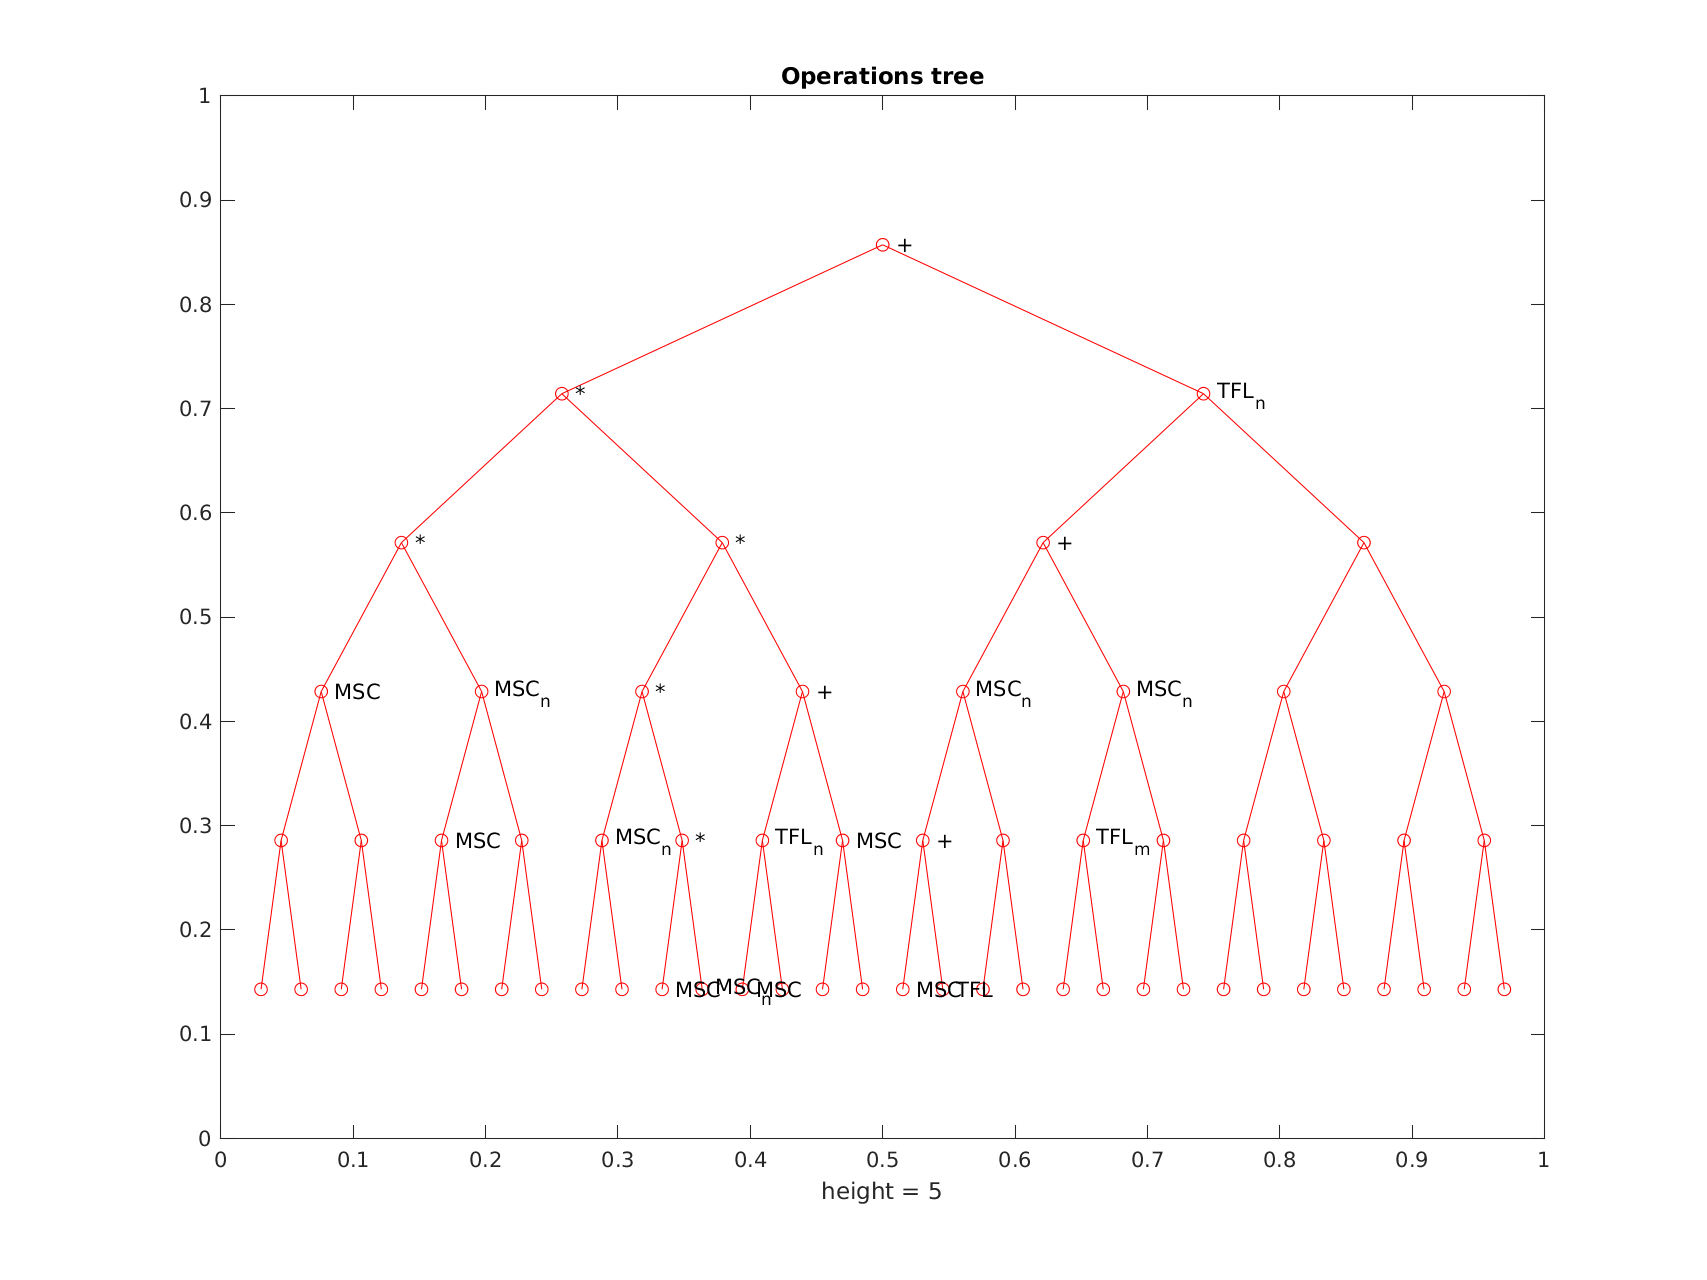 Operations tree
1
0.9
+
0.8
* TFL_n
0.7
0.6
* * +
0.5
MSC MSC_n * + MSC_n MSC_n
0.4
0.3
MSC MSC_n * TFL_n MSC + TFL_m
0.2
MSC MSC_n MSC MSC TFL
0.1
0
0 0.1 0.2 0.3 0.4 0.5 0.6 0.7 0.8 0.9 1
height = 5